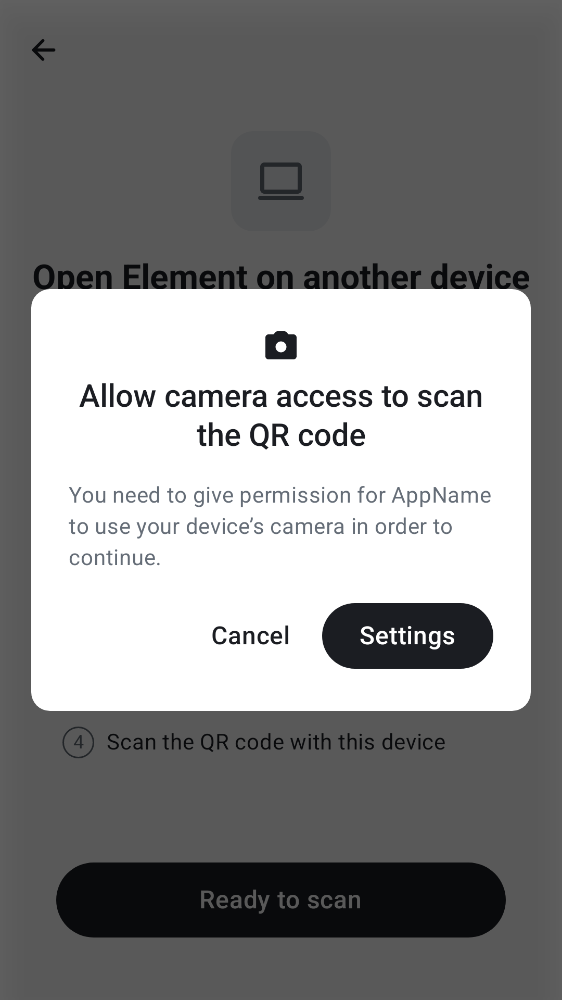 Open Element on another device
Allow camera access to scan
the QR code
You need to give permission for AppName
to use your device’s camera in order to
continue.
Cancel
Settings
4
Scan the QR code with this device
Ready to scan